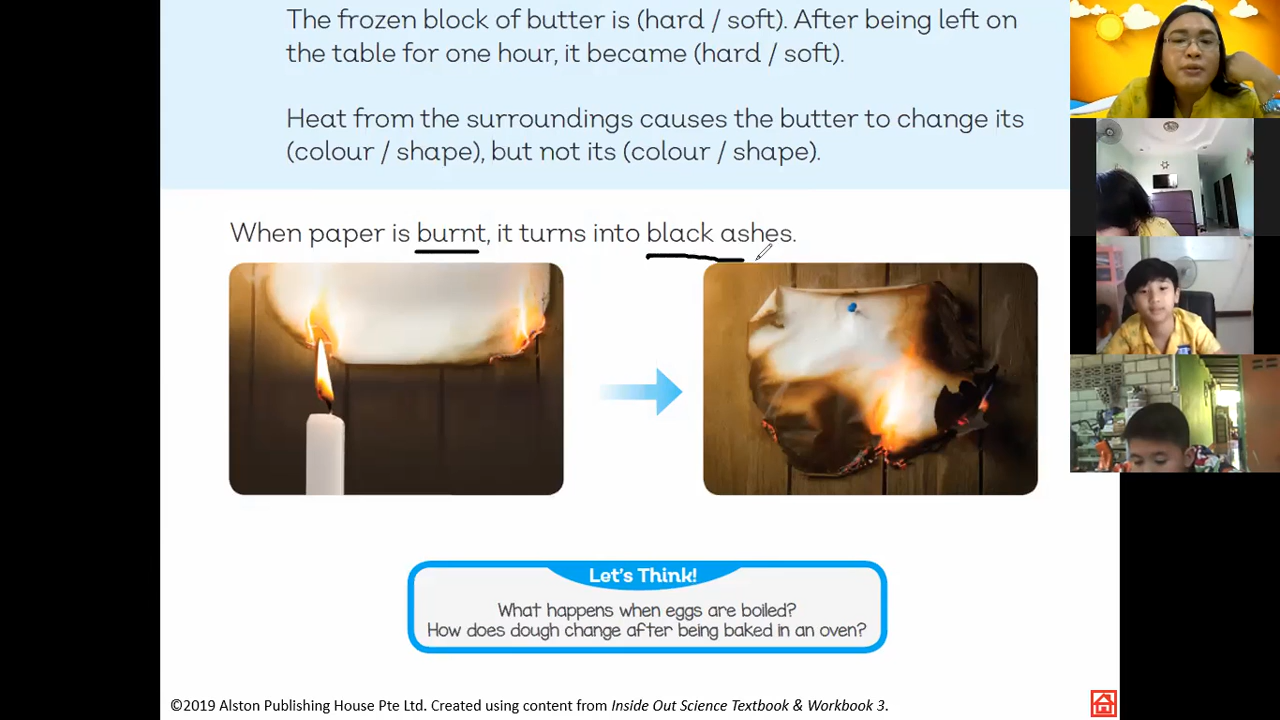 The frozen block of butter is (hard / soft). After being left on
the table for one hour, it became (hard / soft).
Heat from the surroundings causes the butter to change its
(colour / shape), but not its (colour / shape).
When paper is burnt, it turns into black ashes.
Let's Think!
What happens when eggs are boiled?
How does dough change after being baked in an oven?
©2019 Alston Publishing House Pte Ltd. Created using content from Inside Out Science Textbook & Workbook 3.